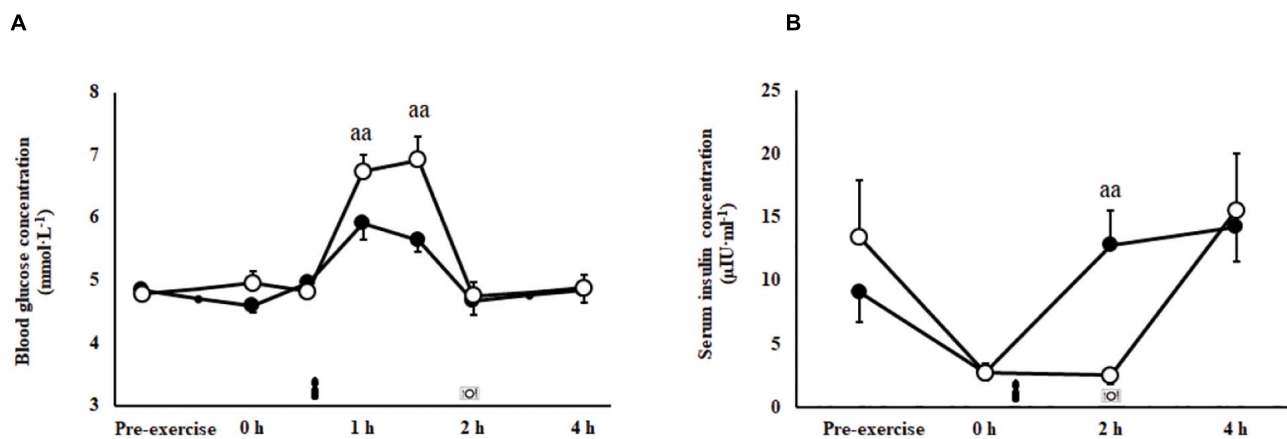 A
B
Blood glucose concentration
(mmol·L-1)
8
7
6
5
4
3
aa
aa
Pre-exercise 0 h 1 h 2 h 4 h
Serum insulin concentration
(µIU·ml-1)
25
20
15
10
5
0
aa
Pre-exercise 0 h 2 h 4 h